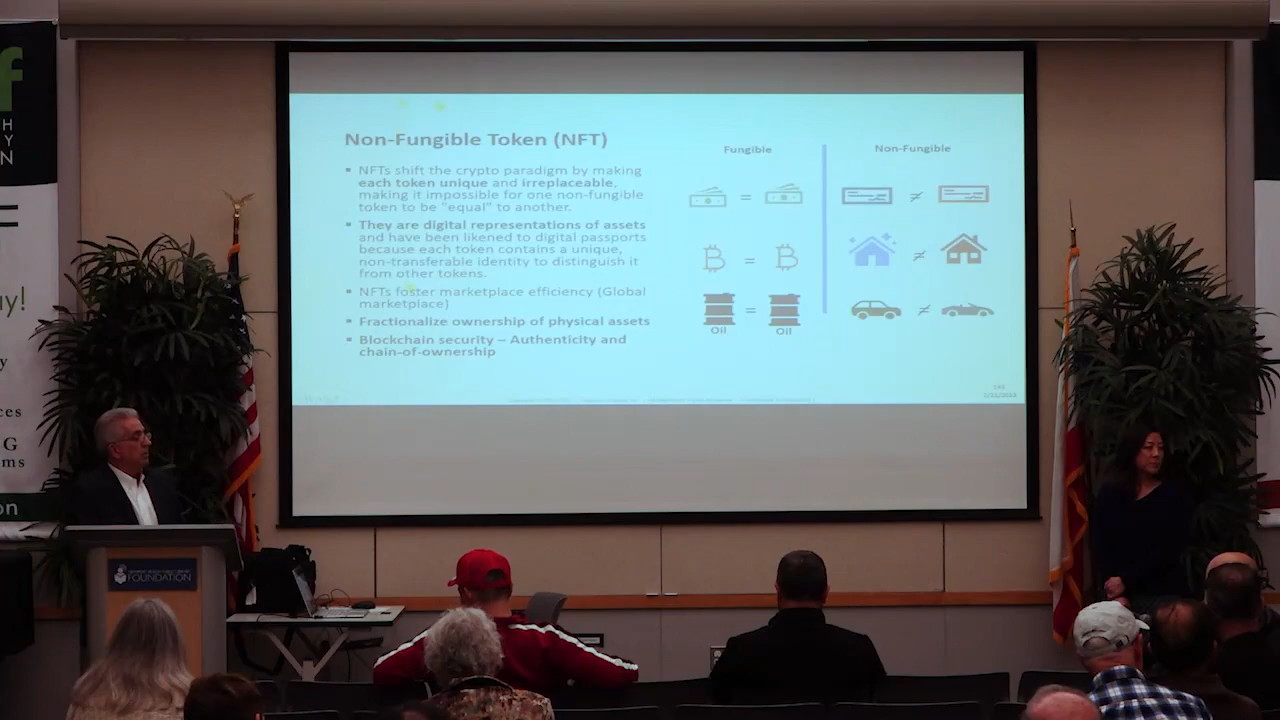 Non-Fungible Token (NFT)
▪ NFTs shift the crypto paradigm by making
each token unique and irreplaceable,
making it impossible for one non-fungible
token to be "equal" to another.
▪ They are digital representations of assets
and have been likened to digital passports
because each token contains a unique,
non-transferable identity to distinguish it
from other tokens.
▪ NFTs foster marketplace efficiency (Global
marketplace)
▪ Fractionalize ownership of physical assets
▪ Blockchain security – Authenticity and
chain-of-ownership
Fungible
Non-Fungible
= ≠
= ≠
= ≠
Oil Oil
f
H
Y
N
y!
y
ces
G
ms
on
FOUNDATION